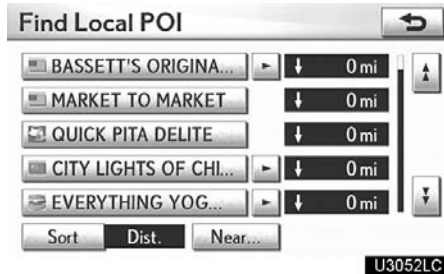 Find Local POI
BASSETT'S ORIGINA... 0 mi
MARKET TO MARKET 0 mi
QUICK PITA DELITE 0 mi
CITY LIGHTS OF CHI... 0 mi
EVERYTHING YOG... 0 mi
Sort Dist. Near...
U3052LC